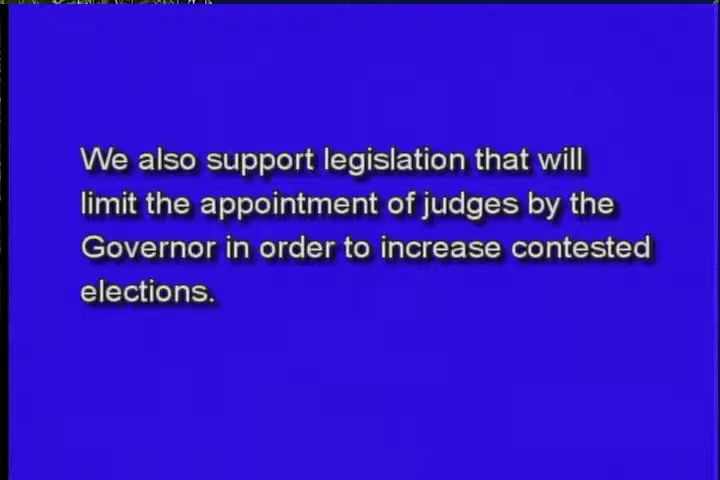 We also support legislation that will
limit the appointment of judges by the
Governor in order to increase contested
elections.